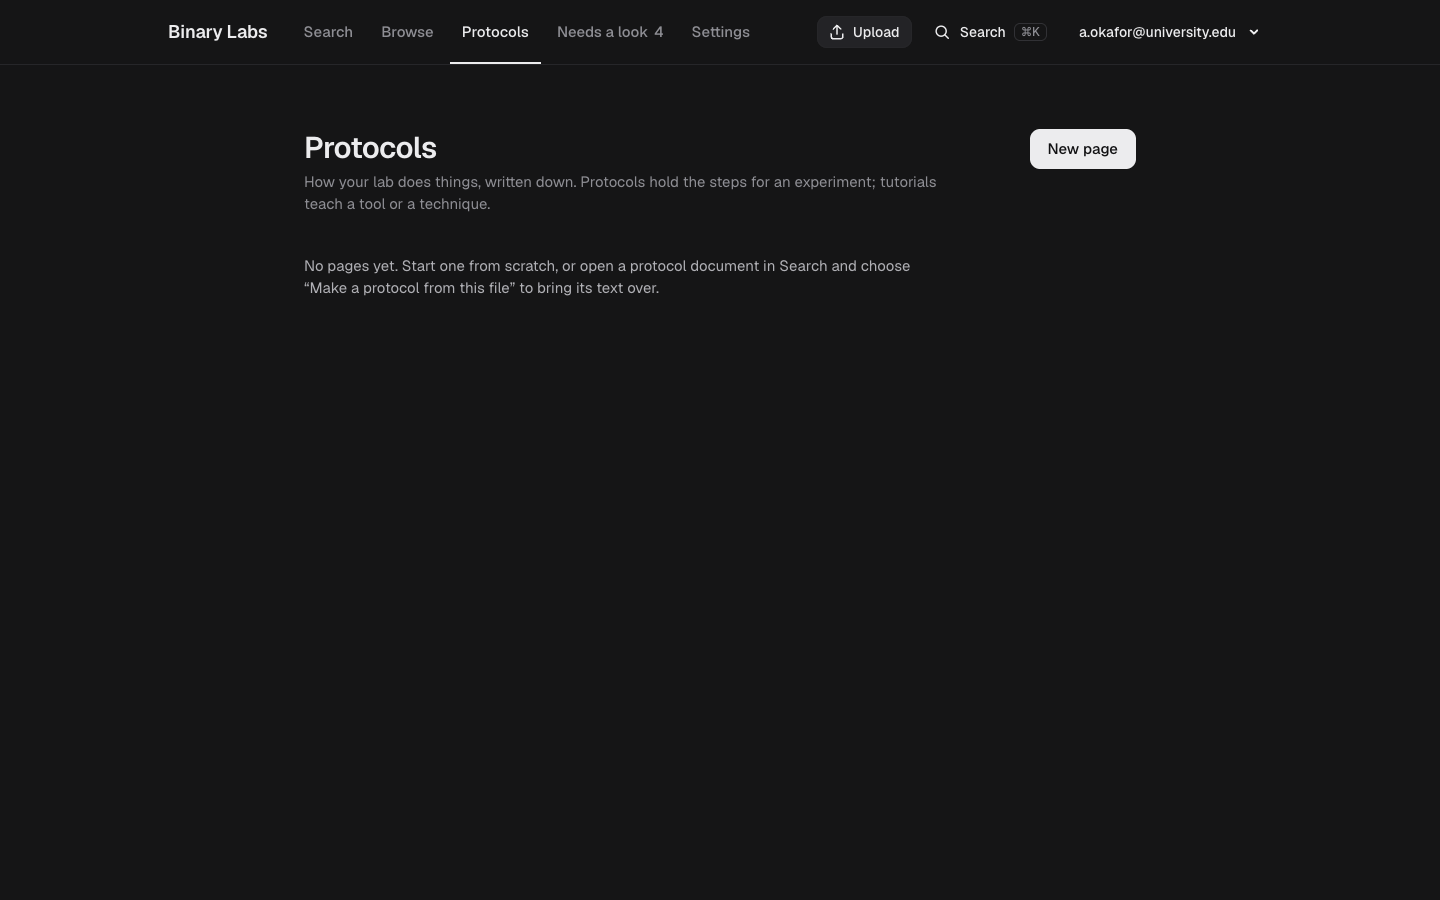 Binary Labs
Search
Browse
Protocols
Needs a look 4
Settings
Upload
Search ⌘K
a.okafor@university.edu
Protocols
New page
How your lab does things, written down. Protocols hold the steps for an experiment; tutorials
teach a tool or a technique.
No pages yet. Start one from scratch, or open a protocol document in Search and choose
“Make a protocol from this file” to bring its text over.